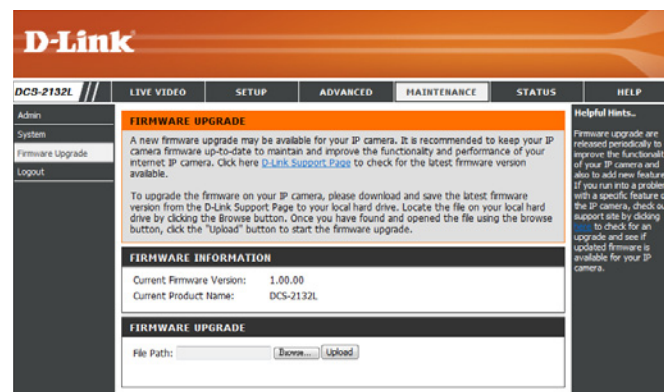 D-Link
DCS-2132L
LIVE VIDEO
SETUP
ADVANCED
MAINTENANCE
STATUS
HELP
Admin
System
Firmware Upgrade
Logout
FIRMWARE UPGRADE
A new firmware upgrade may be available for your IP camera. It is recommended to keep your IP
camera firmware up-to-date to maintain and improve the functionality and performance of your
internet IP camera. Click here D-Link Support Page to check for the latest firmware version
available.
To upgrade the firmware on your IP camera, please download and save the latest firmware
version from the D-Link Support Page to your local hard drive. Locate the file on your local hard
drive by clicking the Browse button. Once you have found and opened the file using the browse
button, click the "Upload" button to start the firmware upgrade.
FIRMWARE INFORMATION
Current Firmware Version: 1.00.00
Current Product Name: DCS-2132L
FIRMWARE UPGRADE
File Path: Browse... Upload
Helpful Hints..
Firmware upgrade are
released periodically to
improve the functionalit
of your IP camera and
also to add new feature
If you run into a problem
with a specific feature o
the IP camera, check ou
support site by clicking
to check for an
upgrade and see if
updated firmware is
available for your IP
camera.